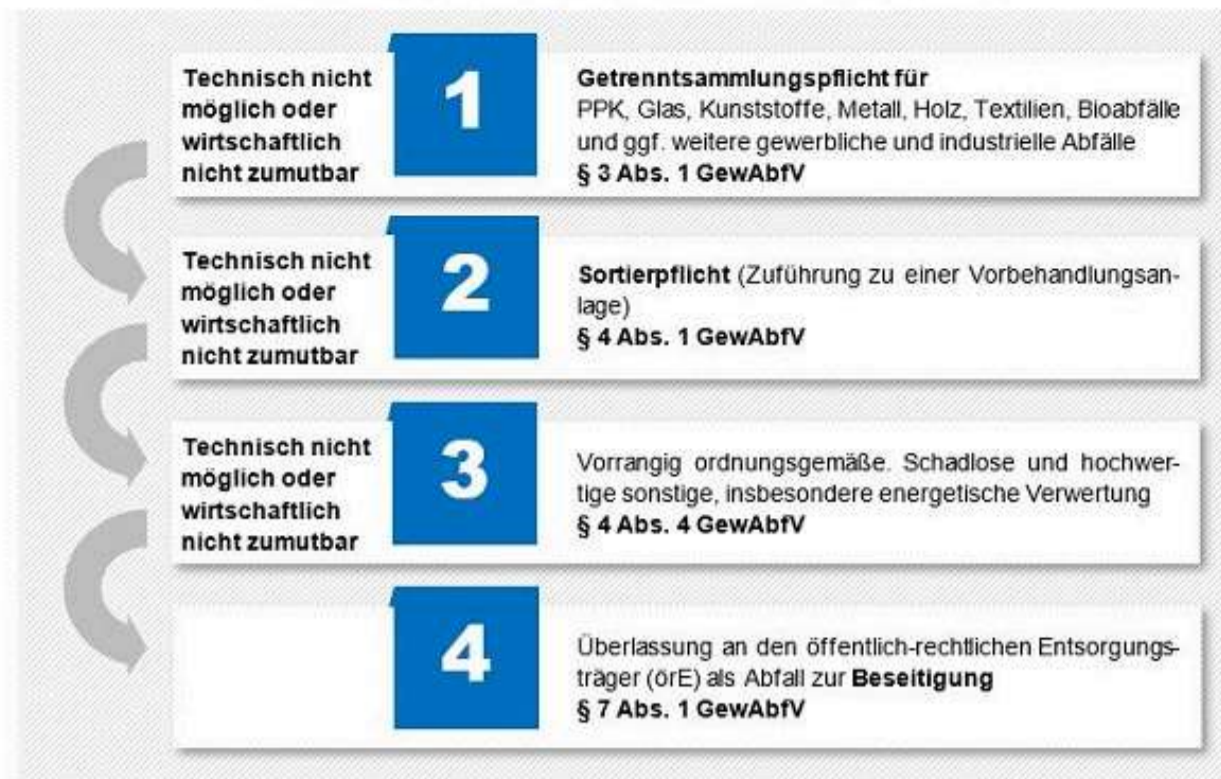 Technisch nicht
möglich oder
wirtschaftlich
nicht zumutbar
1
Getrenntsammlungspflicht für
PPK, Glas, Kunststoffe, Metall, Holz, Textilien, Bioabfälle
und ggf. weitere gewerbliche und industrielle Abfälle
§ 3 Abs. 1 GewAbfV
Technisch nicht
möglich oder
wirtschaftlich
nicht zumutbar
2
Sortierpflicht (Zuführung zu einer Vorbehandlungsan-
lage)
§ 4 Abs. 1 GewAbfV
Technisch nicht
möglich oder
wirtschaftlich
nicht zumutbar
3
Vorrangig ordnungsgemäße. Schadlose und hochwer-
tige sonstige, insbesondere energetische Verwertung
§ 4 Abs. 4 GewAbfV
4
Überlassung an den öffentlich-rechtlichen Entsorgungs-
träger (örE) als Abfall zur Beseitigung
§ 7 Abs. 1 GewAbfV